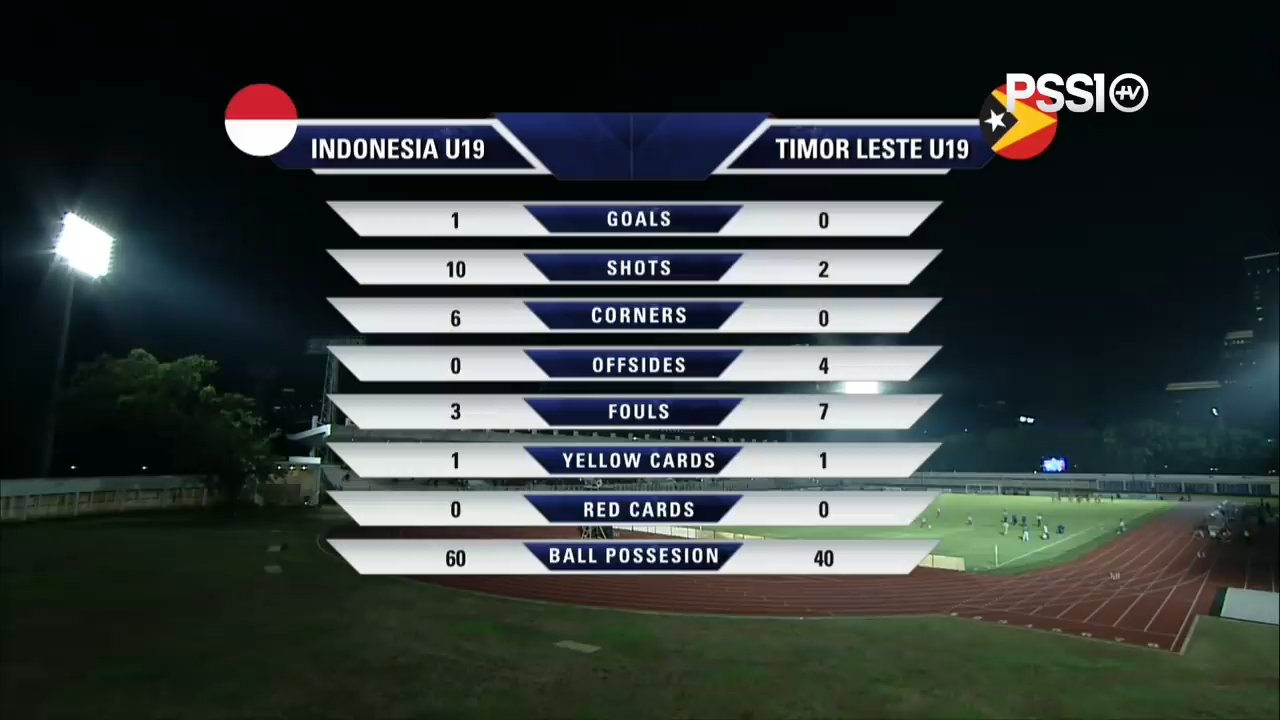 PSSI TV
INDONESIA U19 TIMOR LESTE U19
1 GOALS 0
10 SHOTS 2
6 CORNERS 0
0 OFFSIDES 4
3 FOULS 7
1 YELLOW CARDS 1
0 RED CARDS 0
60 BALL POSSESION 40